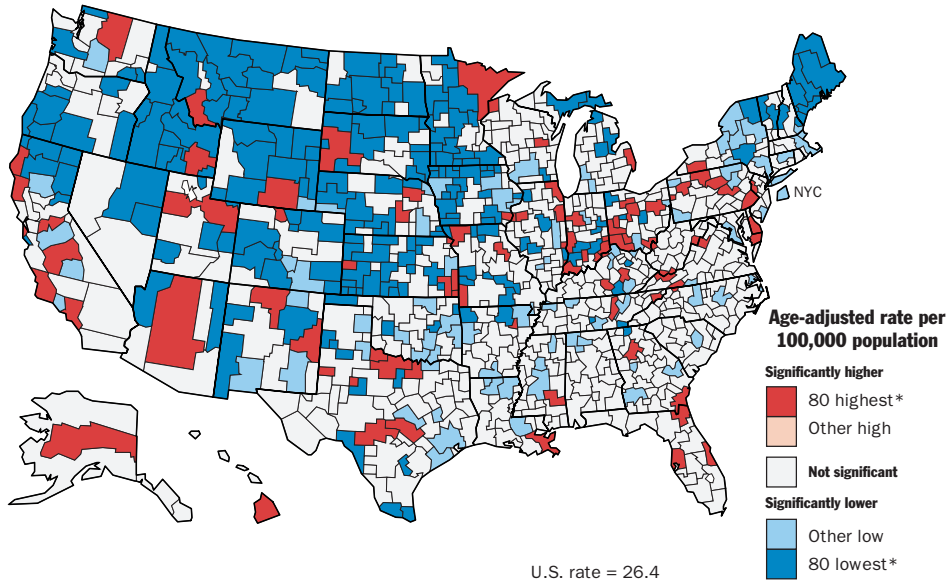 NYC
Age-adjusted rate per
100,000 population
Significantly higher
80 highest*
Other high
Not significant
Significantly lower
Other low
80 lowest*
U.S. rate = 26.4